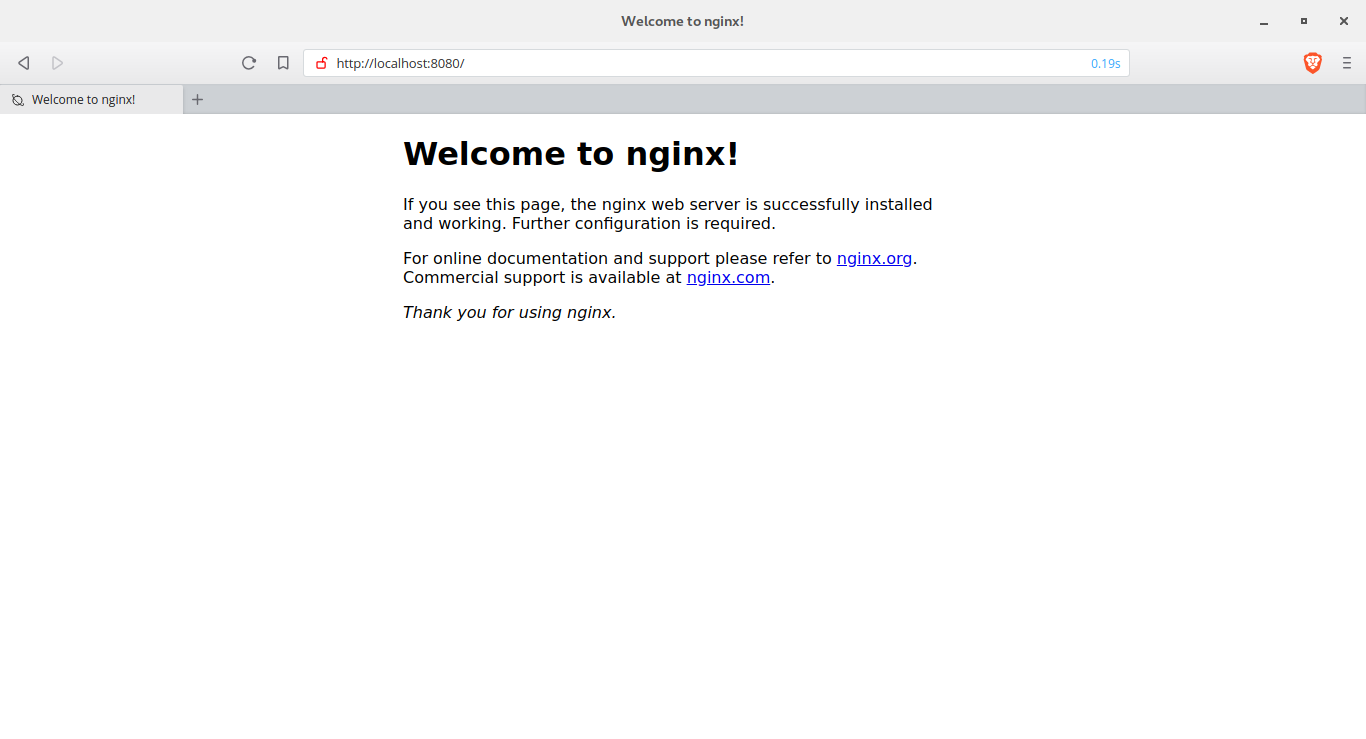 Welcome to nginx!
http://localhost:8080/
0.19s
Welcome to nginx!
Welcome to nginx!
If you see this page, the nginx web server is successfully installed
and working. Further configuration is required.
For online documentation and support please refer to nginx.org.
Commercial support is available at nginx.com.
Thank you for using nginx.